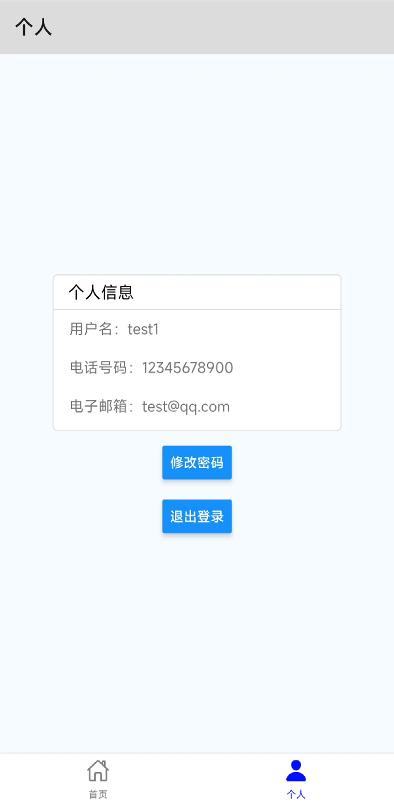 个人
个人信息
用户名：test1
电话号码：12345678900
电子邮箱：test@qq.com
修改密码
退出登录
首页
个人